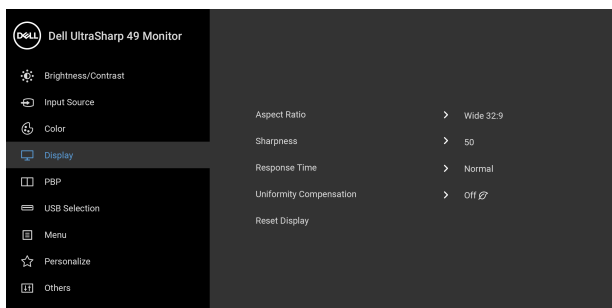 DELL Dell UltraSharp 49 Monitor
Brightness/Contrast
Input Source
Color
Display
PBP
USB Selection
Menu
Personalize
Others
Aspect Ratio > Wide 32:9
Sharpness > 50
Response Time > Normal
Uniformity Compensation > Off
Reset Display